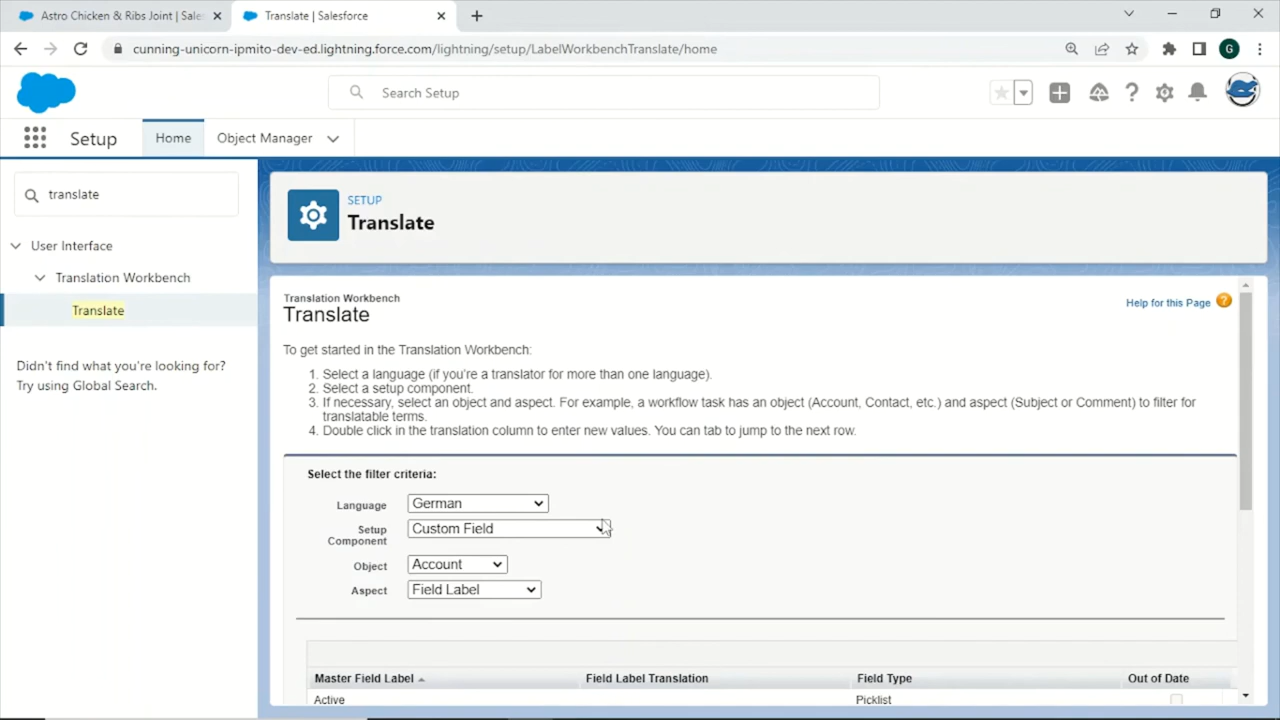 Astro Chicken & Ribs Joint | Sale
Translate | Salesforce
cunning-unicorn-ipmito-dev-ed.lightning.force.com/lightning/setup/LabelWorkbenchTranslate/home
G
Search Setup
Setup
Home
Object Manager
translate
User Interface
Translation Workbench
Translate
Didn't find what you're looking for?
Try using Global Search.
SETUP
Translate
Translation Workbench
Translate
Help for this Page ?
To get started in the Translation Workbench:
1. Select a language (if you're a translator for more than one language).
2. Select a setup component.
3. If necessary, select an object and aspect. For example, a workflow task has an object (Account, Contact, etc.) and aspect (Subject or Comment) to filter for
translatable terms.
4. Double click in the translation column to enter new values. You can tab to jump to the next row.
Select the filter criteria:
Language German
Setup Component Custom Field
Object Account
Aspect Field Label
Master Field Label Field Label Translation Field Type Out of Date
Active Picklist